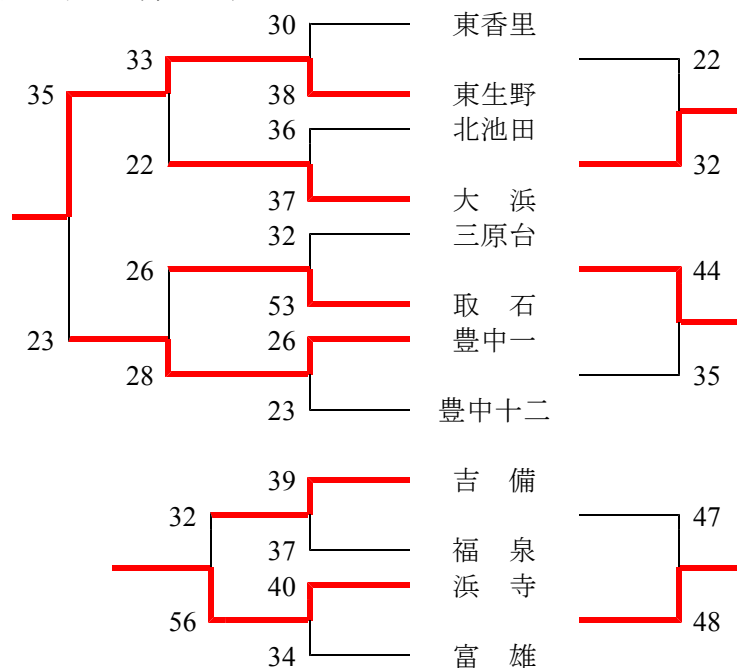 30 東香里
33 22
35 38 東生野
36 北池田
22 32
37 大　浜
32 三原台
26 44
53 取　石
23 26 豊中一
28 35
23 豊中十二
39 吉　備
32 47
37 福　泉
40 浜　寺
56 48
34 富　雄